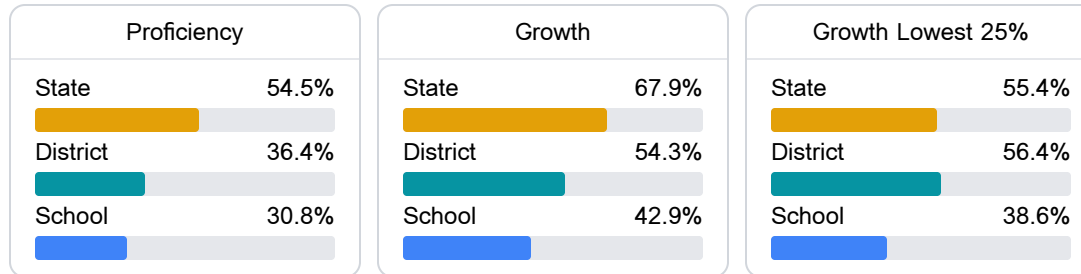 Proficiency
State 54.5%
District 36.4%
School 30.8%
Growth
State 67.9%
District 54.3%
School 42.9%
Growth Lowest 25%
State 55.4%
District 56.4%
School 38.6%